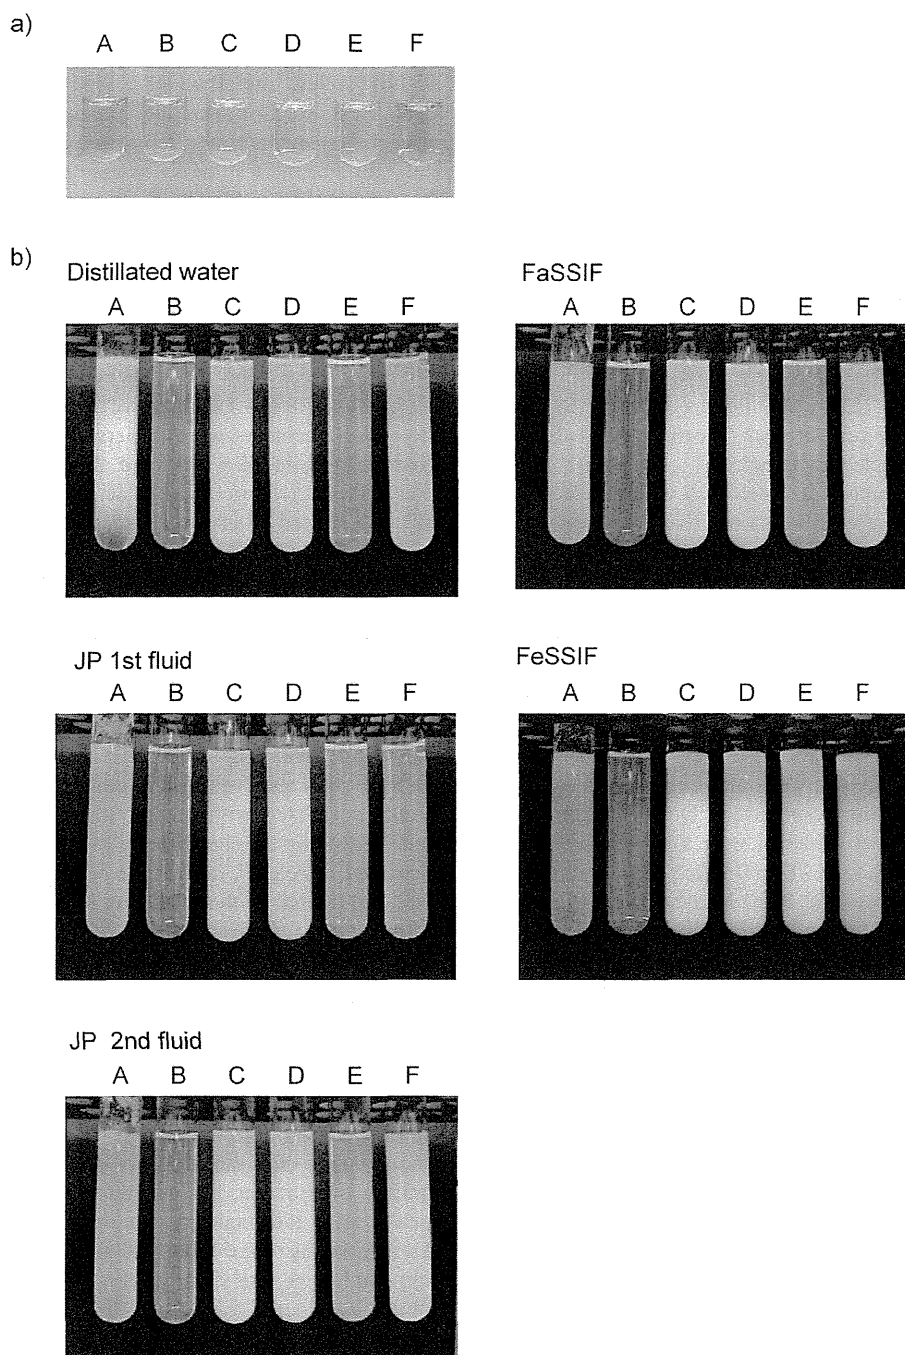 a)
A B C D E F
b)
Distillated water
A B C D E F
FaSSIF
A B C D E F
JP 1st fluid
A B C D E F
FeSSIF
A B C D E F
JP 2nd fluid
A B C D E F